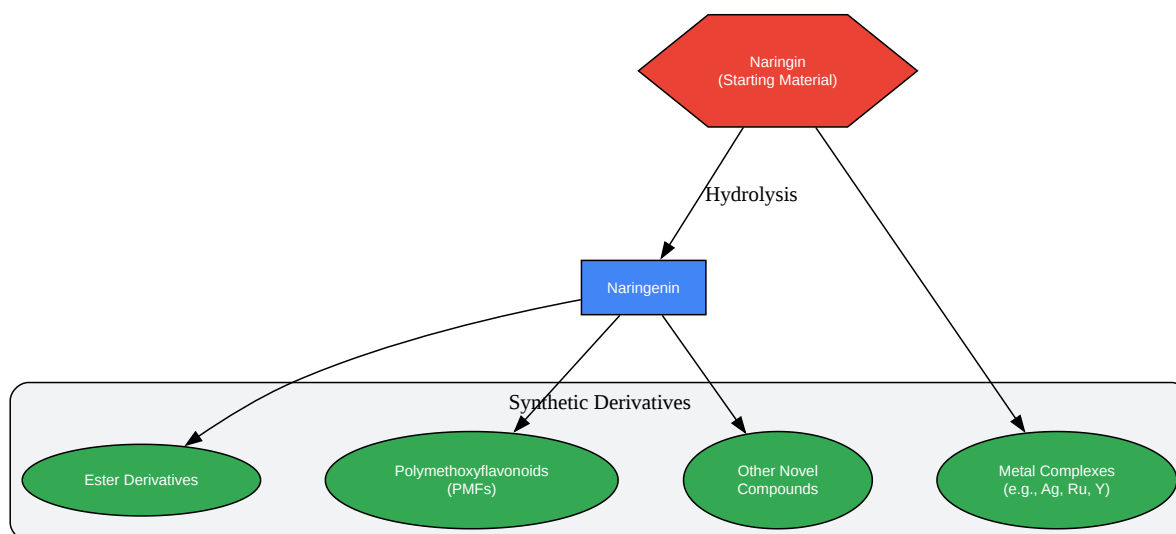 Naringin
(Starting Material)
Hydrolysis
Naringenin
Synthetic Derivatives
Ester Derivatives
Polymethoxyflavonoids
(PMFs)
Other Novel
Compounds
Metal Complexes
(e.g., Ag, Ru, Y)